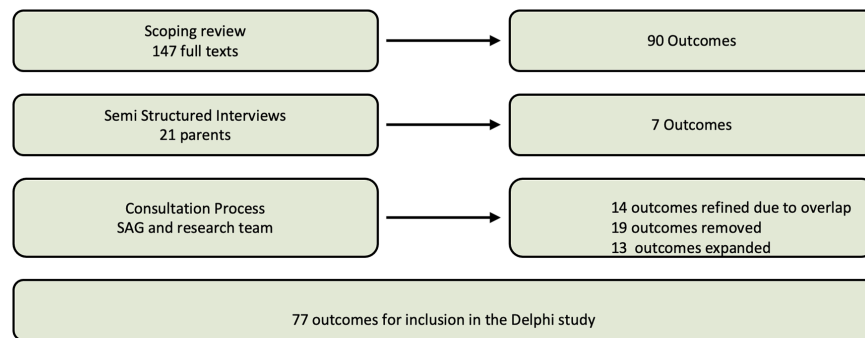 Scoping review
147 full texts
90 Outcomes
Semi Structured Interviews
21 parents
7 Outcomes
Consultation Process
SAG and research team
14 outcomes refined due to overlap
19 outcomes removed
13 outcomes expanded
77 outcomes for inclusion in the Delphi study